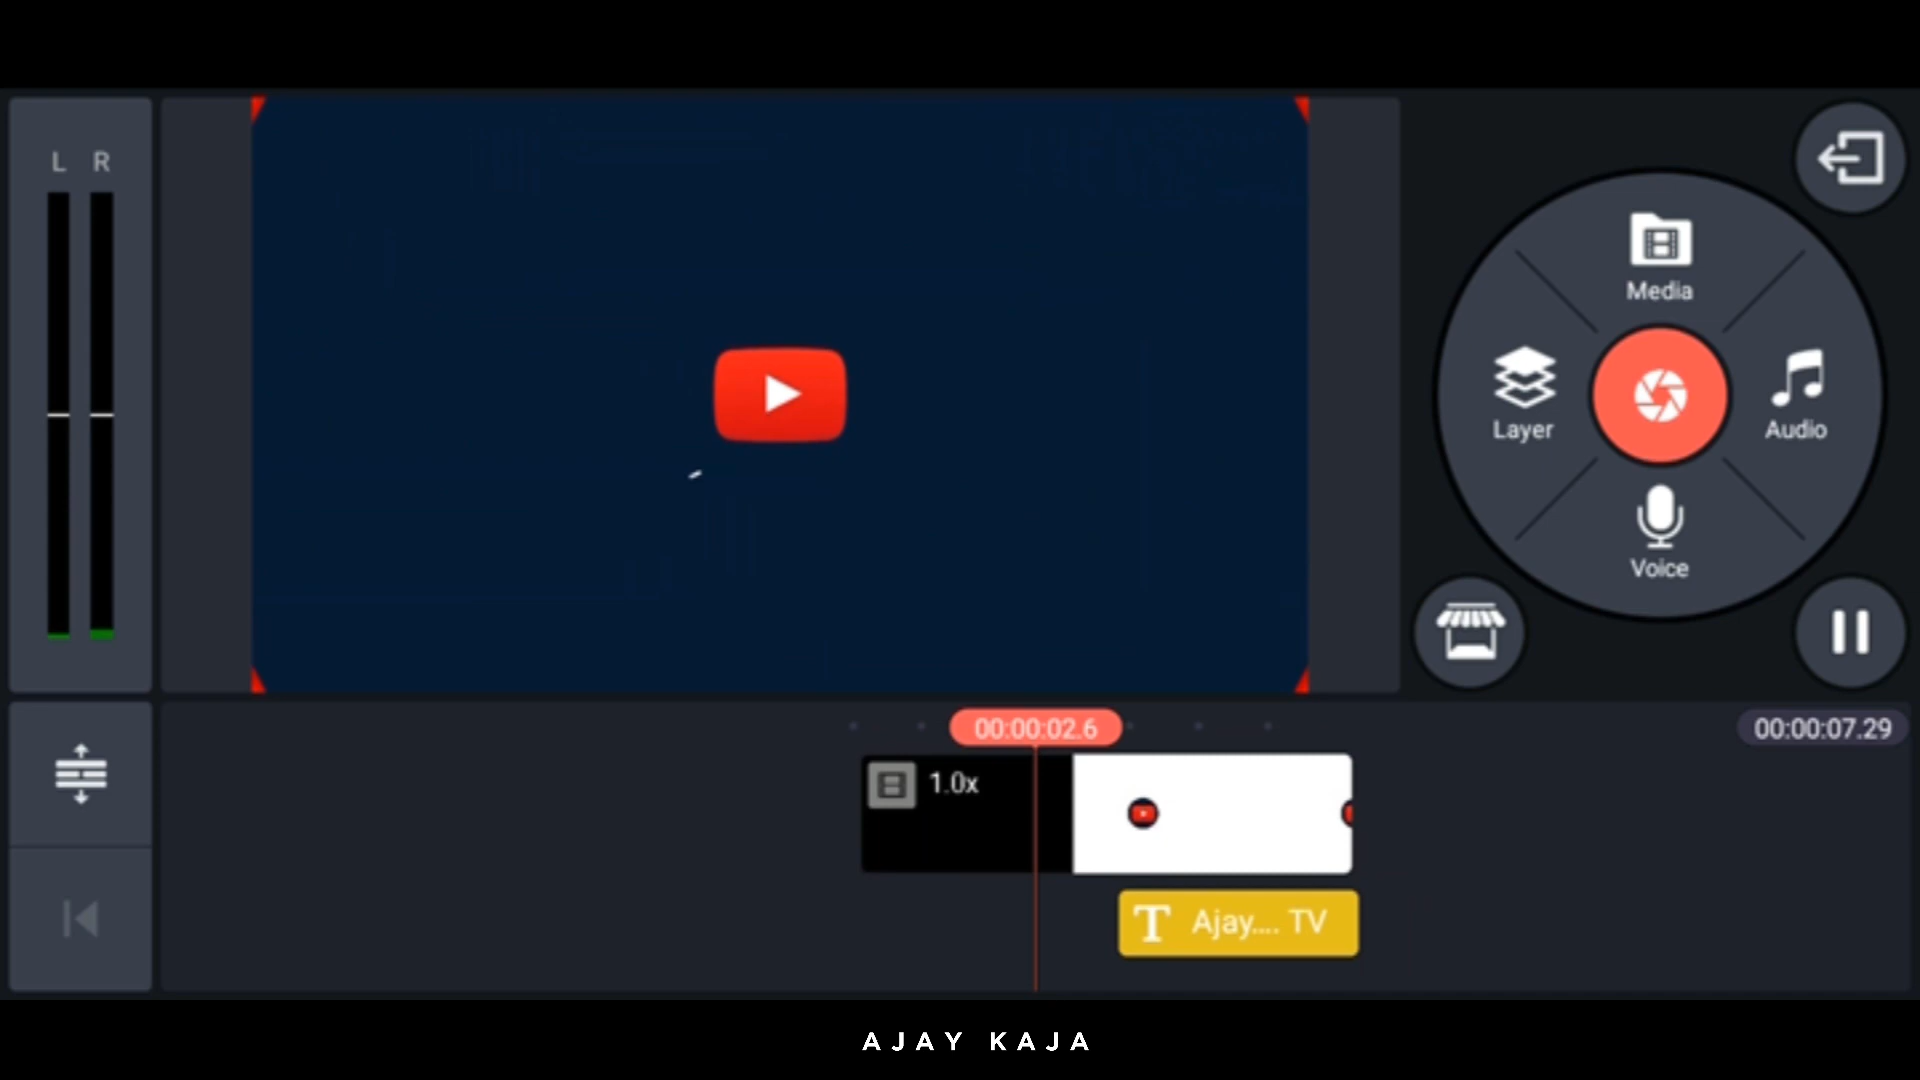 L R
Media
Layer
Audio
Voice
00:00:02.6
00:00:07.29
1.0x
T Ajay.... TV
AJAY KAJA